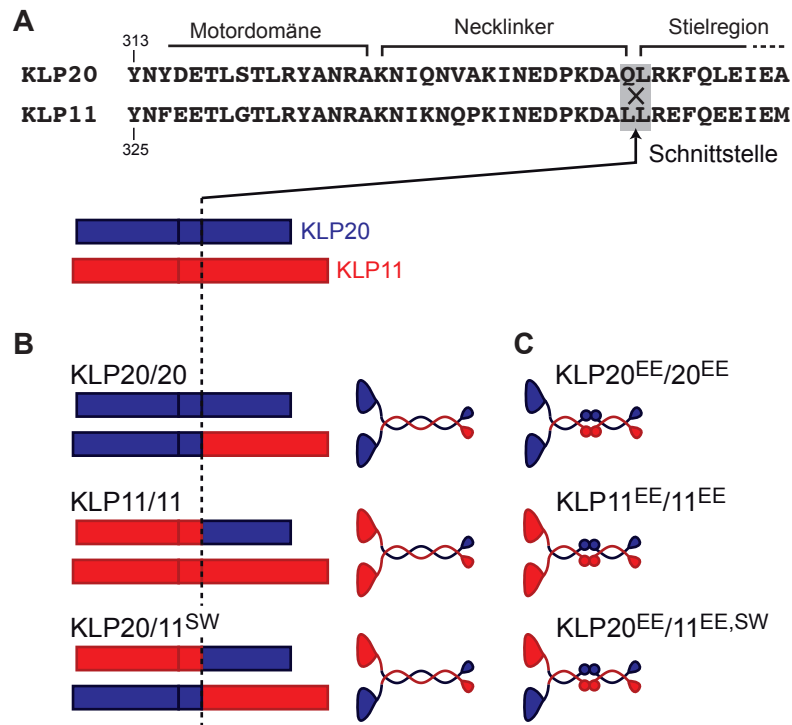 A
Motordomäne Necklinker Stielregion
313
KLP20 YNYDETLSTLRYANRAKNIQNVAKINEDPKDAQLRKFQLEIEA
KLP11 YNFEETLGTLRYANRAKNIKNQPKINEDPKDALLREFQEEIEM
325
Schnittstelle
KLP20
KLP11
B
C
KLP20/20
KLP20EE/20EE
KLP11/11
KLP11EE/11EE
KLP20/11SW
KLP20EE/11EE,SW